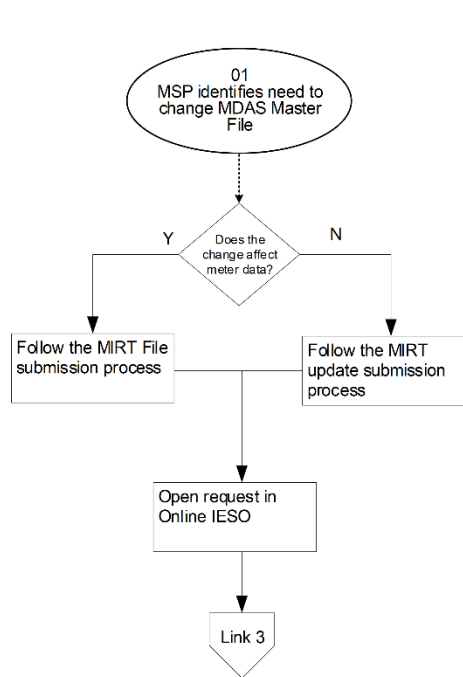 01
MSP identifies need to
change MDAS Master
File
Does the
change affect
meter data?
Y
N
Follow the MIRT File
submission process
Follow the MIRT
update submission
process
Open request in
Online IESO
Link 3